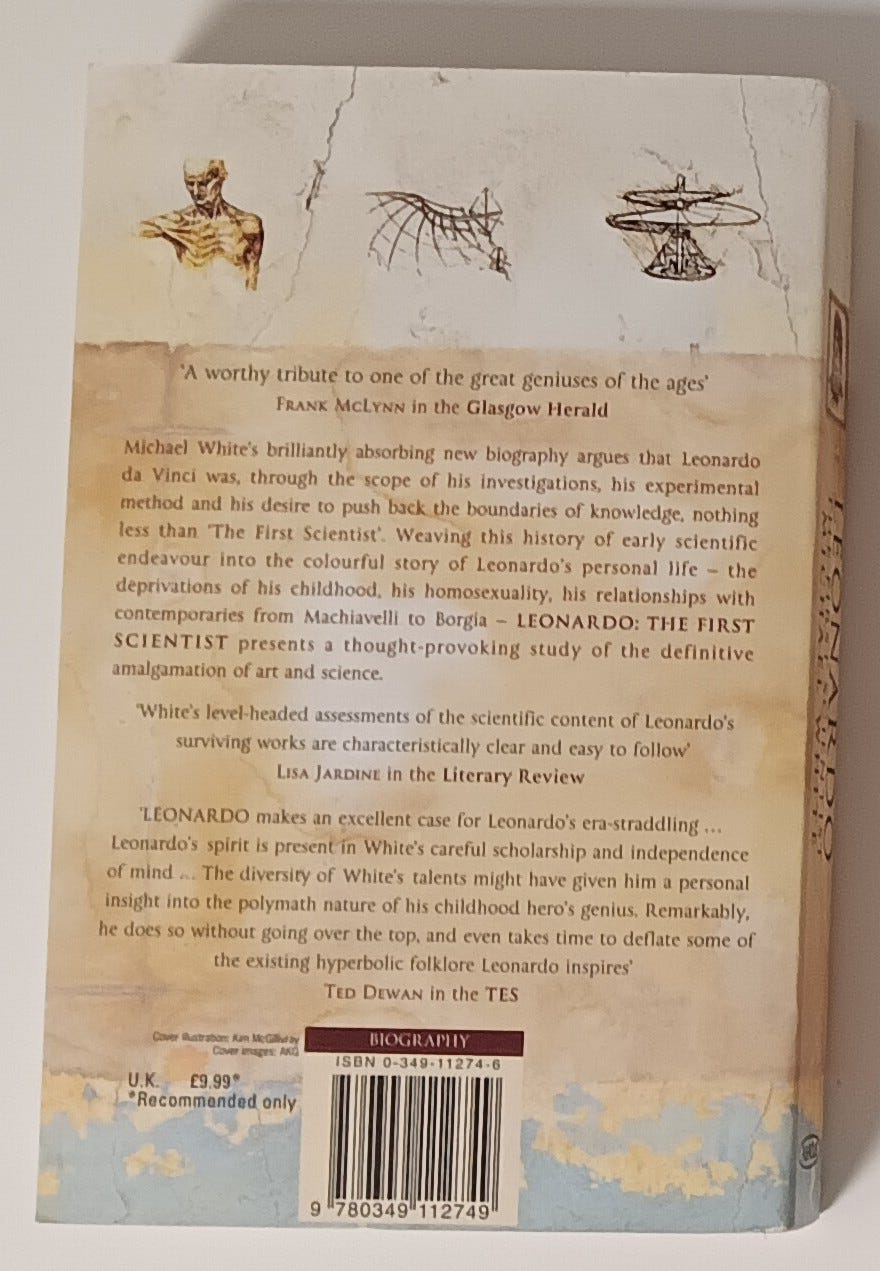 'A worthy tribute to one of the great geniuses of the ages'
FRANK MCLYNN in the Glasgow Herald
Michael White's brilliantly absorbing new biography argues that Leonardo
da Vinci was, through the scope of his investigations, his experimental
method and his desire to push back the boundaries of knowledge, nothing
less than 'The First Scientist'. Weaving this history of early scientific
endeavour into the colourful story of Leonardo's personal life – the
deprivations of his childhood, his homosexuality, his relationships with
contemporaries from Machiavelli to Borgia – LEONARDO: THE FIRST
SCIENTIST presents a thought-provoking study of the definitive
amalgamation of art and science.
'White's level-headed assessments of the scientific content of Leonardo's
surviving works are characteristically clear and easy to follow'
LISA JARDINE in the Literary Review
'LEONARDO makes an excellent case for Leonardo's era-straddling ...
Leonardo's spirit is present in White's careful scholarship and independence
of mind ... The diversity of White's talents might have given him a personal
insight into the polymath nature of his childhood hero's genius. Remarkably,
he does so without going over the top, and even takes time to deflate some of
the existing hyperbolic folklore Leonardo inspires'
TED DEWAN in the TES
Cover illustration: Ken McGillivray
Cover images: AKG
BIOGRAPHY
ISBN 0-349-11274-6
U.K. £9.99*
*Recommended only
9 780349 112749
LEONARDO
MICHAEL WHITE